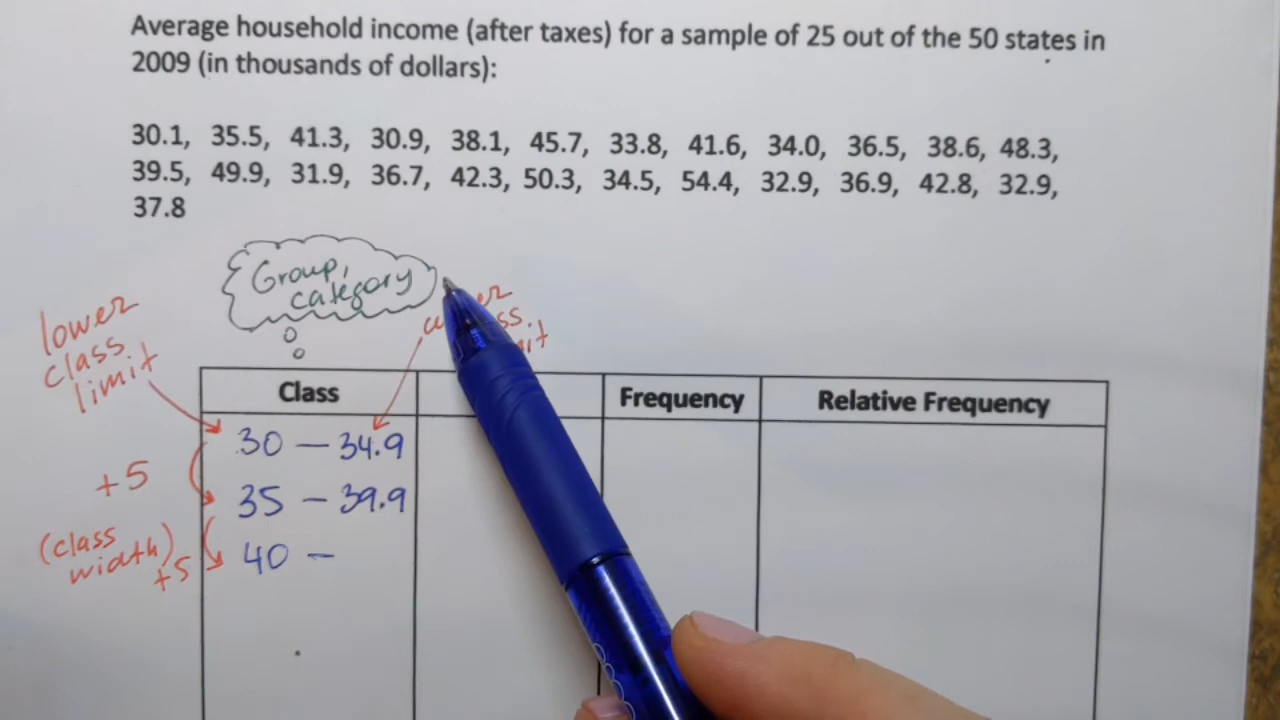 Average household income (after taxes) for a sample of 25 out of the 50 states in
2009 (in thousands of dollars):
30.1, 35.5, 41.3, 30.9, 38.1, 45.7, 33.8, 41.6, 34.0, 36.5, 38.6, 48.3,
39.5, 49.9, 31.9, 36.7, 42.3, 50.3, 34.5, 54.4, 32.9, 36.9, 42.8, 32.9,
37.8
Group,
category
lower
class
limit
Class Frequency Relative Frequency
30 — 34.9
+5
35 – 39.9
(class
width)
+5
40 –